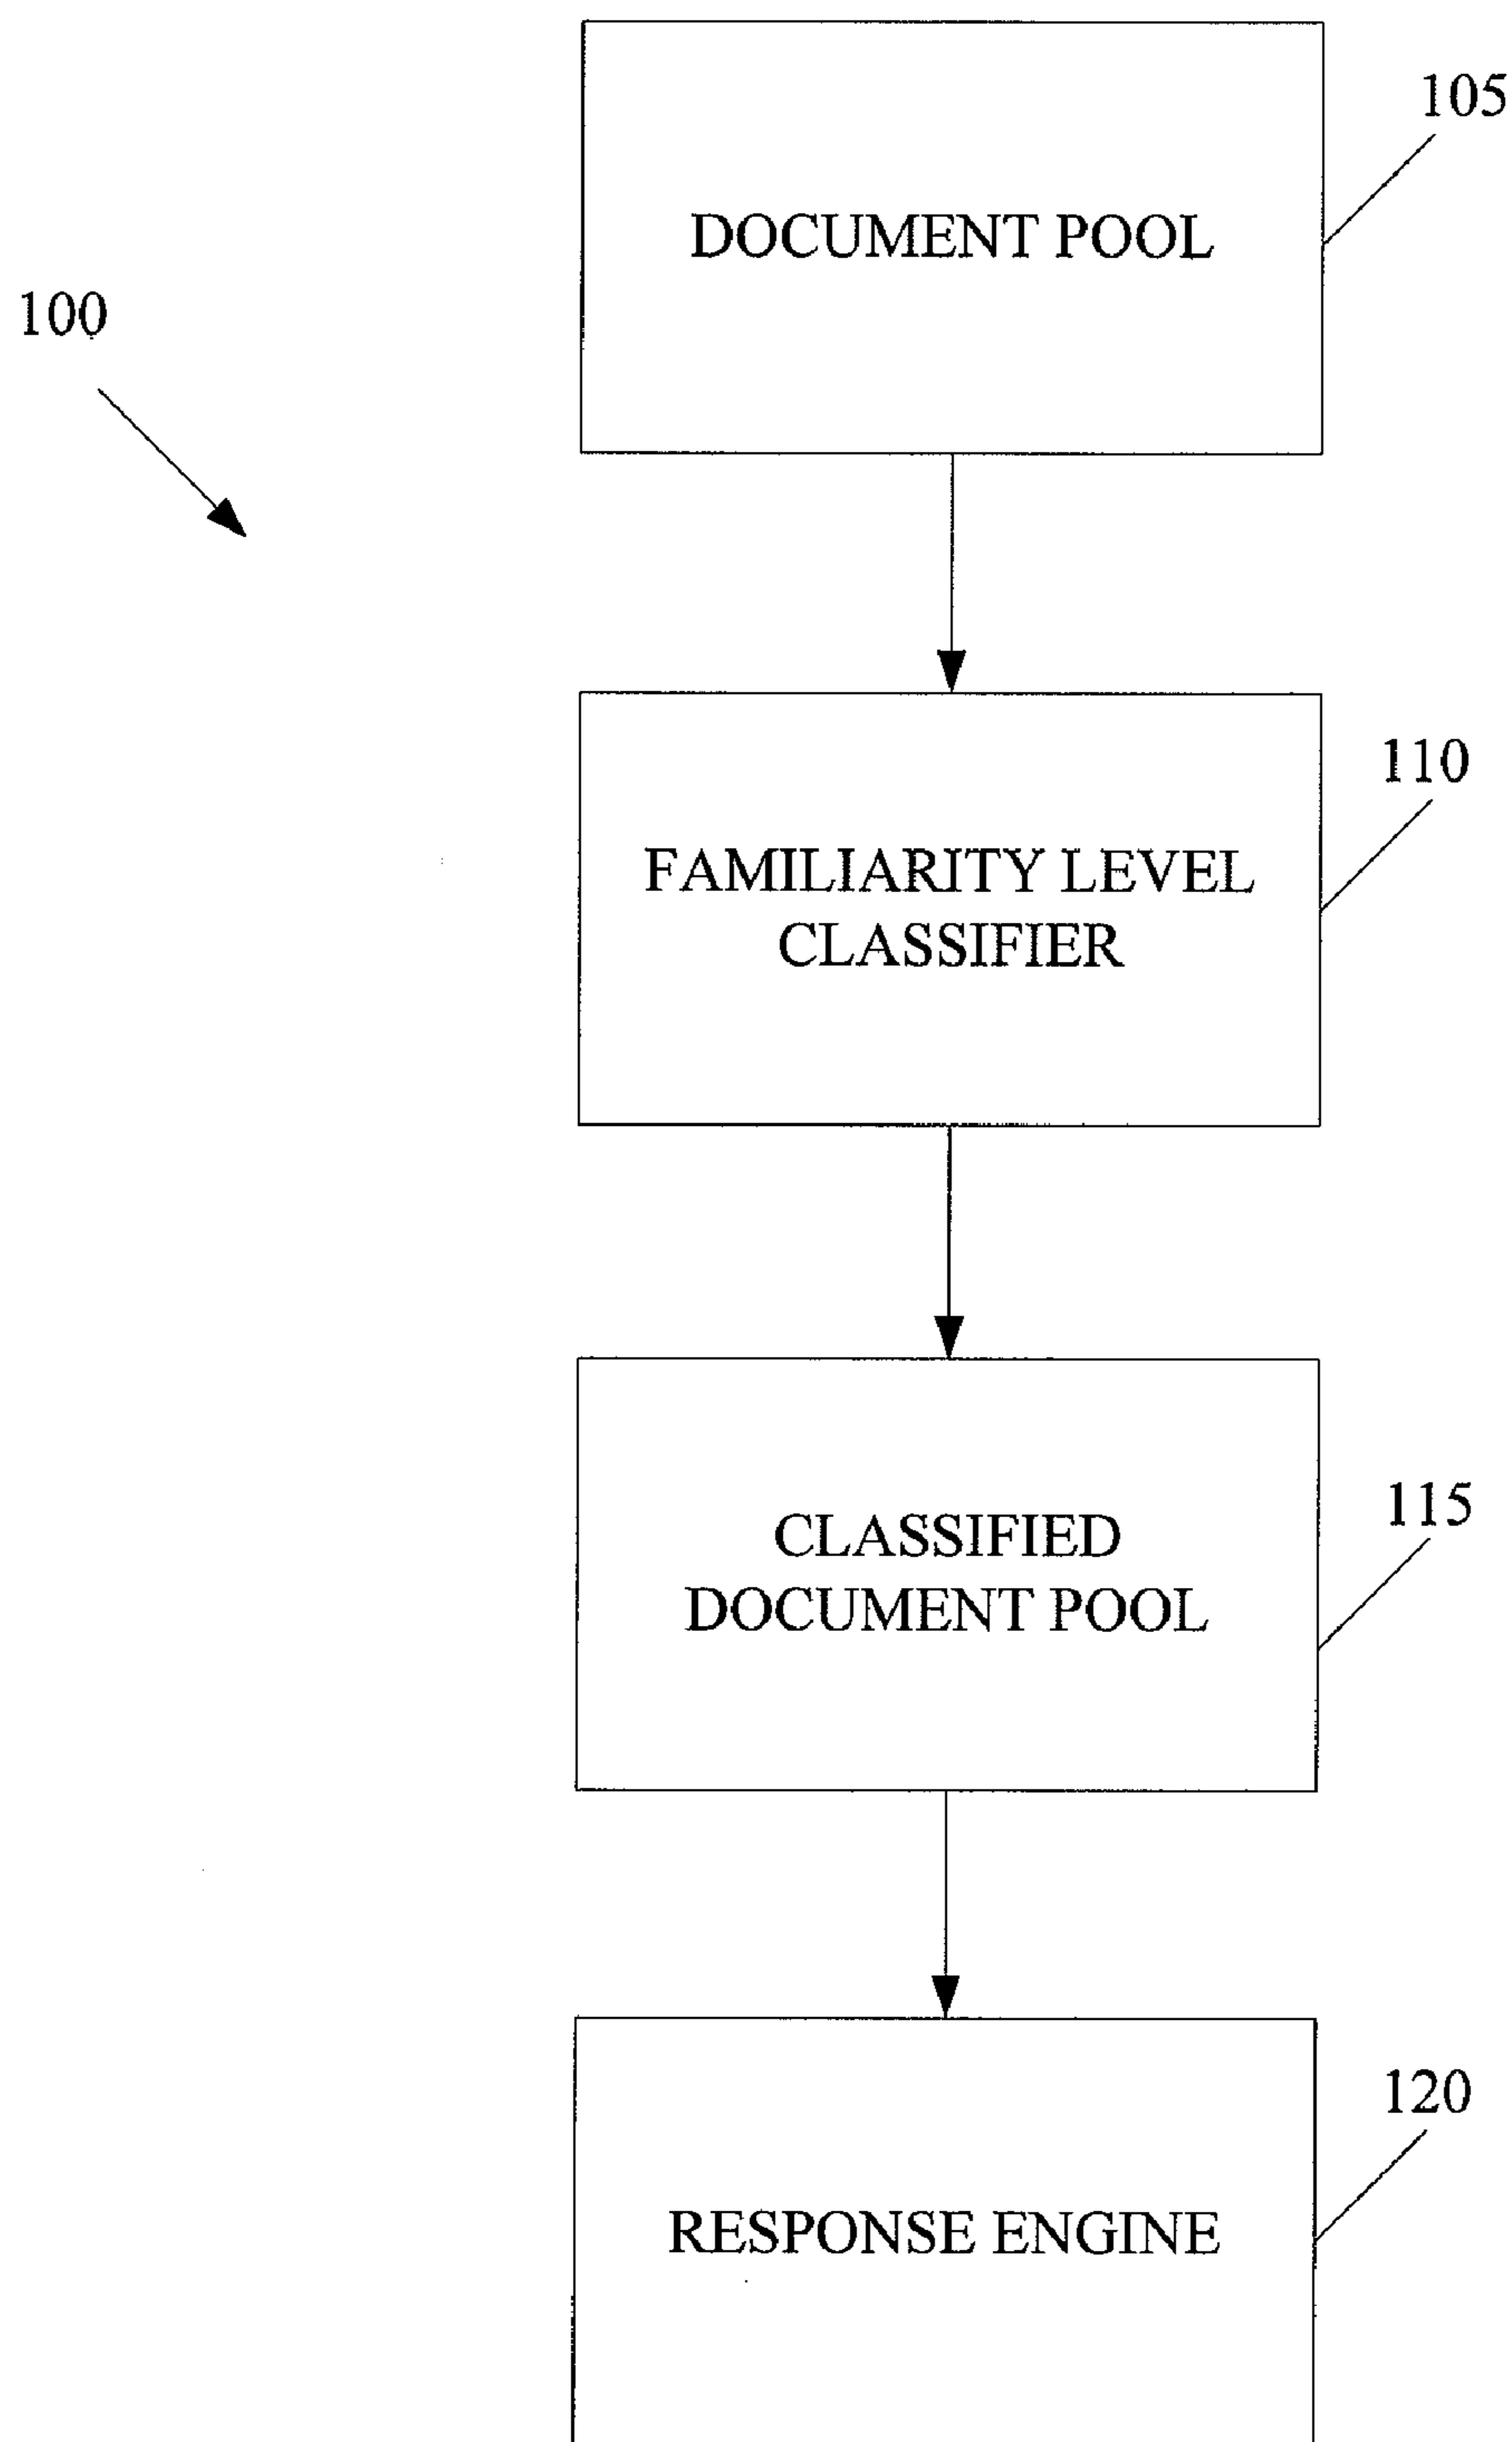 105
DOCUMENT POOL
100
110
FAMILIARITY LEVEL
CLASSIFIER
115
CLASSIFIED
DOCUMENT POOL
120
RESPONSE ENGINE